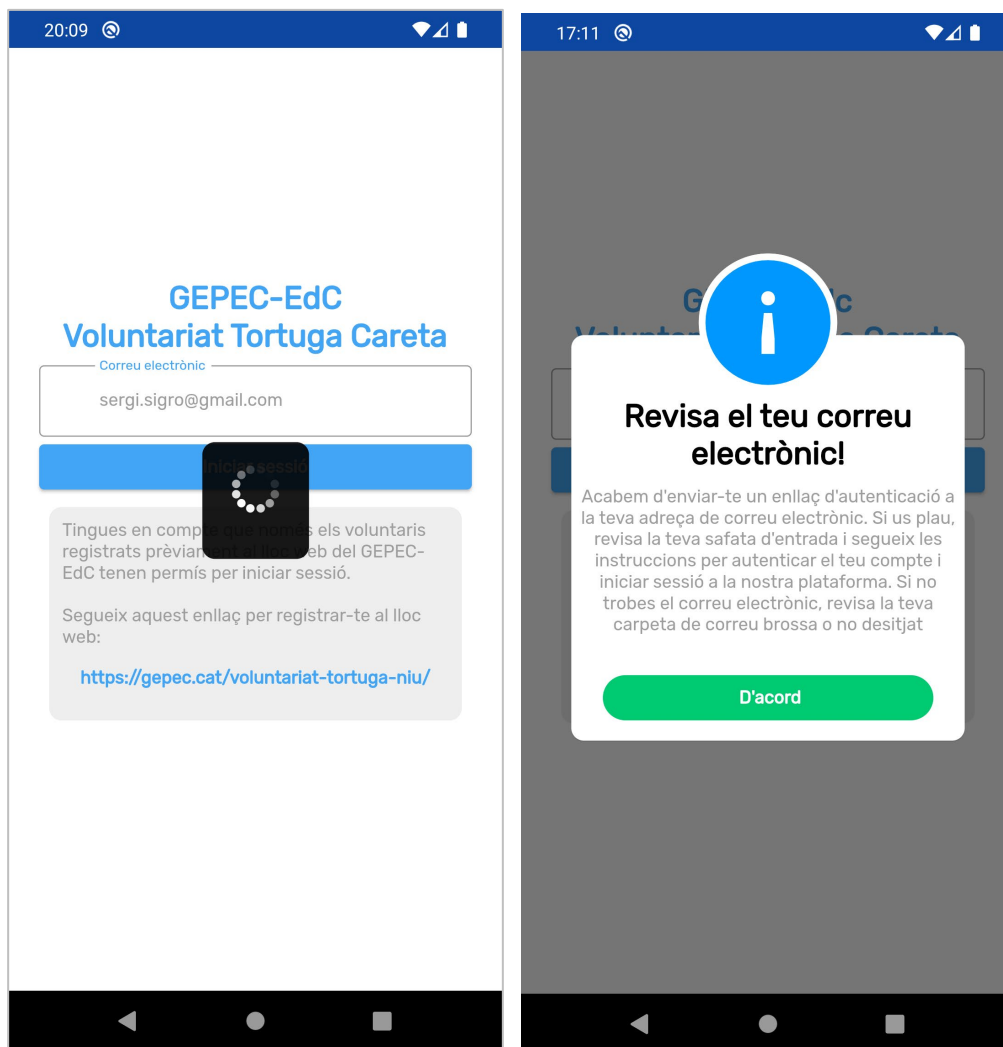 20:09
GEPEC-EdC
Voluntariat Tortuga Careta
Correu electrònic
sergi.sigro@gmail.com
Iniciar sessió
Tingues en compte que només els voluntaris
registrats prèviament al lloc web del GEPEC-
EdC tenen permís per iniciar sessió.
Segueix aquest enllaç per registrar-te al lloc
web:
https://gepec.cat/voluntariat-tortuga-niu/
17:11
Revisa el teu correu
electrònic!
Acabem d'enviar-te un enllaç d'autenticació a
la teva adreça de correu electrònic. Si us plau,
revisa la teva safata d'entrada i segueix les
instruccions per autenticar el teu compte i
iniciar sessió a la nostra plataforma. Si no
trobes el correu electrònic, revisa la teva
carpeta de correu brossa o no desitjat
D'acord